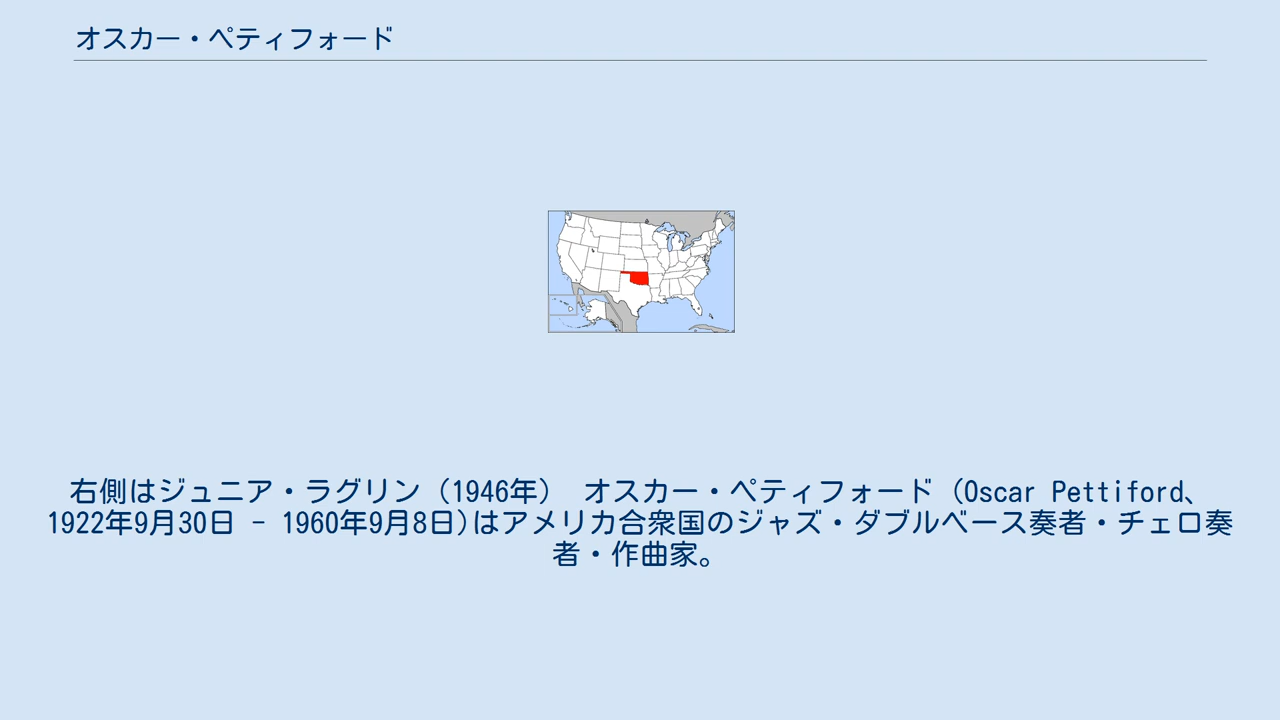 オスカー・ペティフォード
右側はジュニア・ラグリン（1946年） オスカー・ペティフォード (Oscar Pettiford、
1922年9月30日 - 1960年9月8日)はアメリカ合衆国のジャズ・ダブルベース奏者・チェロ奏
者・作曲家。